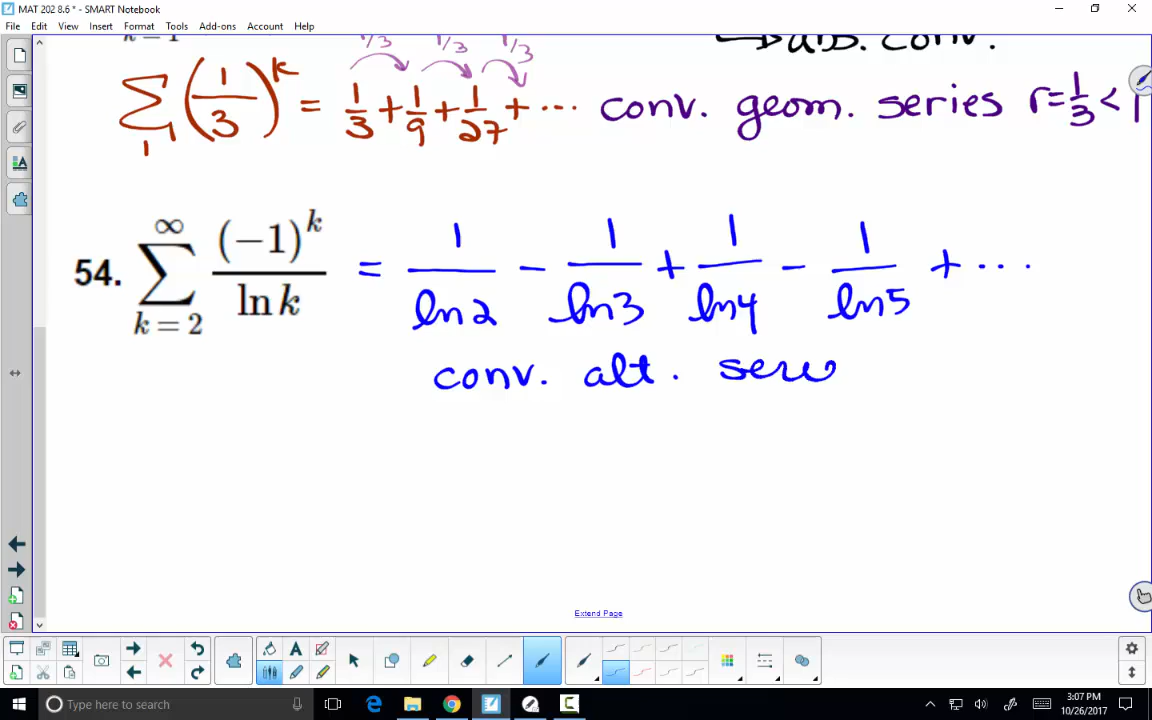 MAT 202 8.6 * - SMART Notebook
File Edit View Insert Format Tools Add-ons Account Help
1/3 1/3 1/3
abs. conv.
∑ 1 (1/3)^k = 1/3 + 1/9 + 1/27 + ... conv. geom. series r = 1/3 < 1
54. ∑ k = 2 ∞ (−1)^k / ln k = 1/ln2 − 1/ln3 + 1/ln4 − 1/ln5 + ...
conv. alt.
Extend Page
Type here to search
3:07 PM
10/26/2017